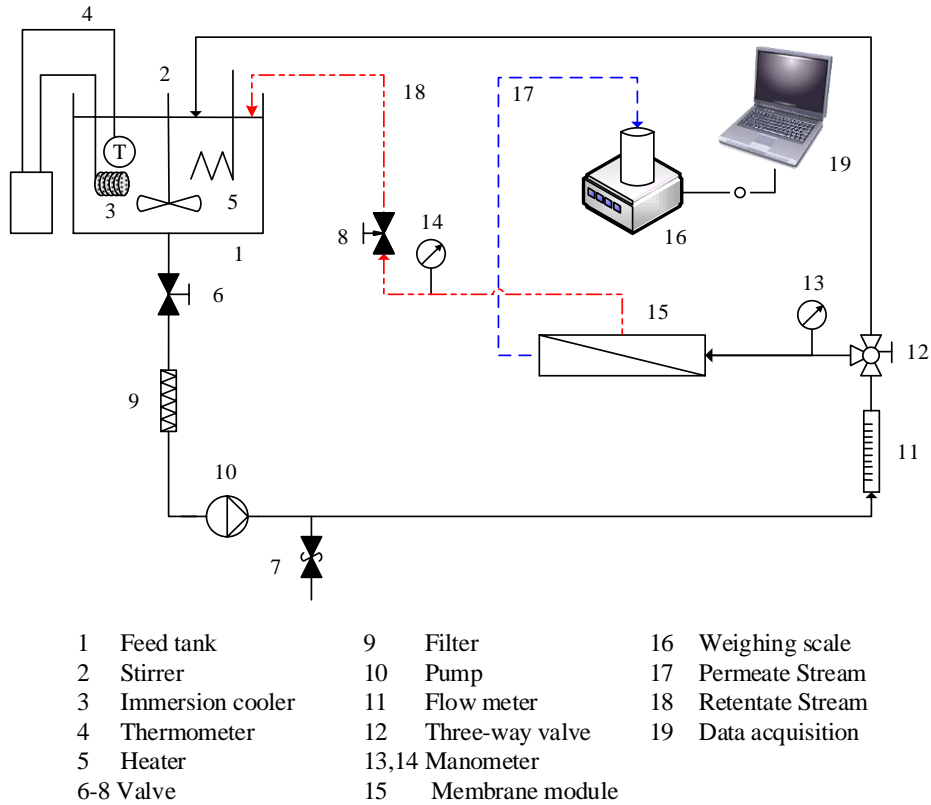 4
2
18
17
T
19
3
5
14
16
8
1
13
6
15
12
9
10
11
7
1 Feed tank
2 Stirrer
3 Immersion cooler
4 Thermometer
5 Heater
6-8 Valve
9 Filter
10 Pump
11 Flow meter
12 Three-way valve
13,14 Manometer
15 Membrane module
16 Weighing scale
17 Permeate Stream
18 Retentate Stream
19 Data acquisition